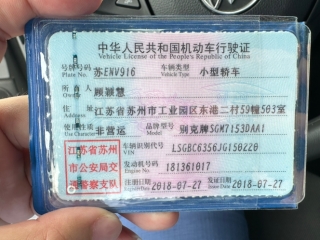 中华人民共和国机动车行驶证
Vehicle License of the People's Republic of China
号牌号码 Plate No. 苏ENV916 车辆类型 Vehicle Type 小型轿车
所有人 Owner 顾颖慧
住址 Address 江苏省苏州市工业园区东港二村59幢503室
使用性质 Use Character 非营运 品牌型号 Model 别克牌SGM7153DAA1
江苏省苏州市公安局交通警察支队
车辆识别代号 VIN LSGBC6356JG150220
发动机号码 Engine No. 181361017
注册日期 2018-07-27 发证日期 2018-07-27